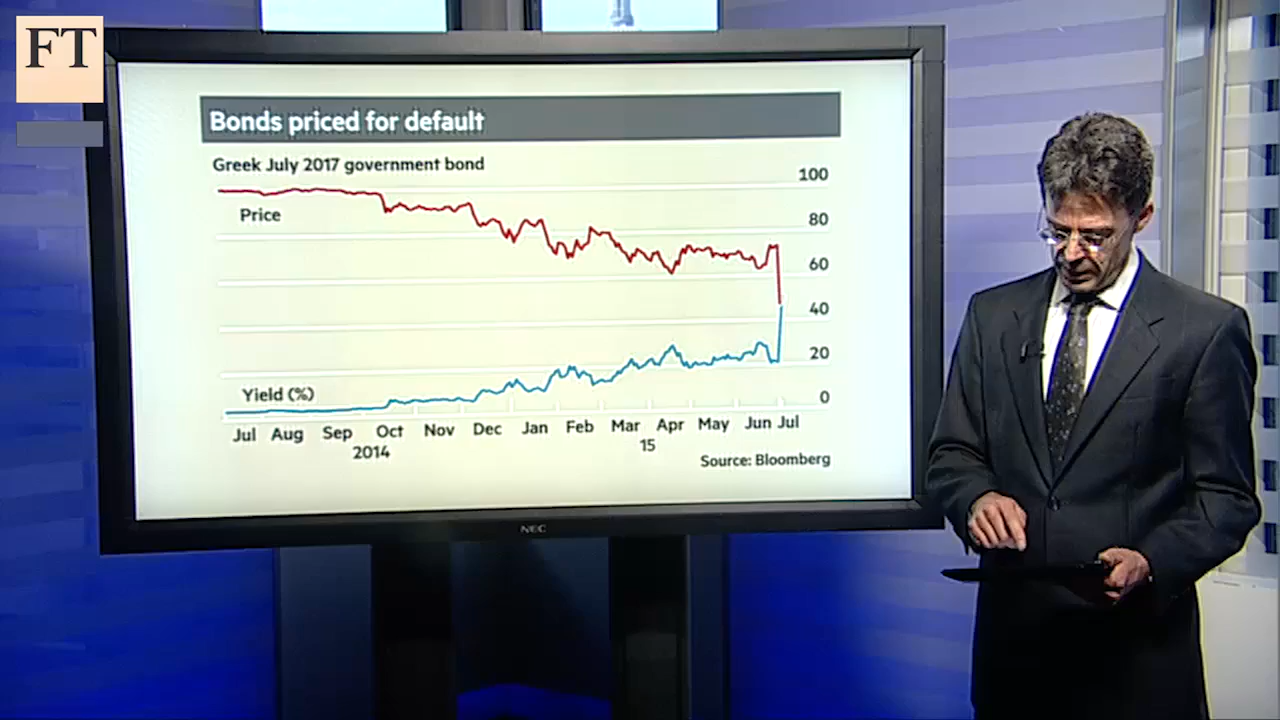 FT
Bonds priced for default
Greek July 2017 government bond
100
Price
80
60
40
20
Yield (%)
0
Jul Aug Sep Oct Nov Dec Jan Feb Mar Apr May Jun Jul
2014 15
Source: Bloomberg
NEC